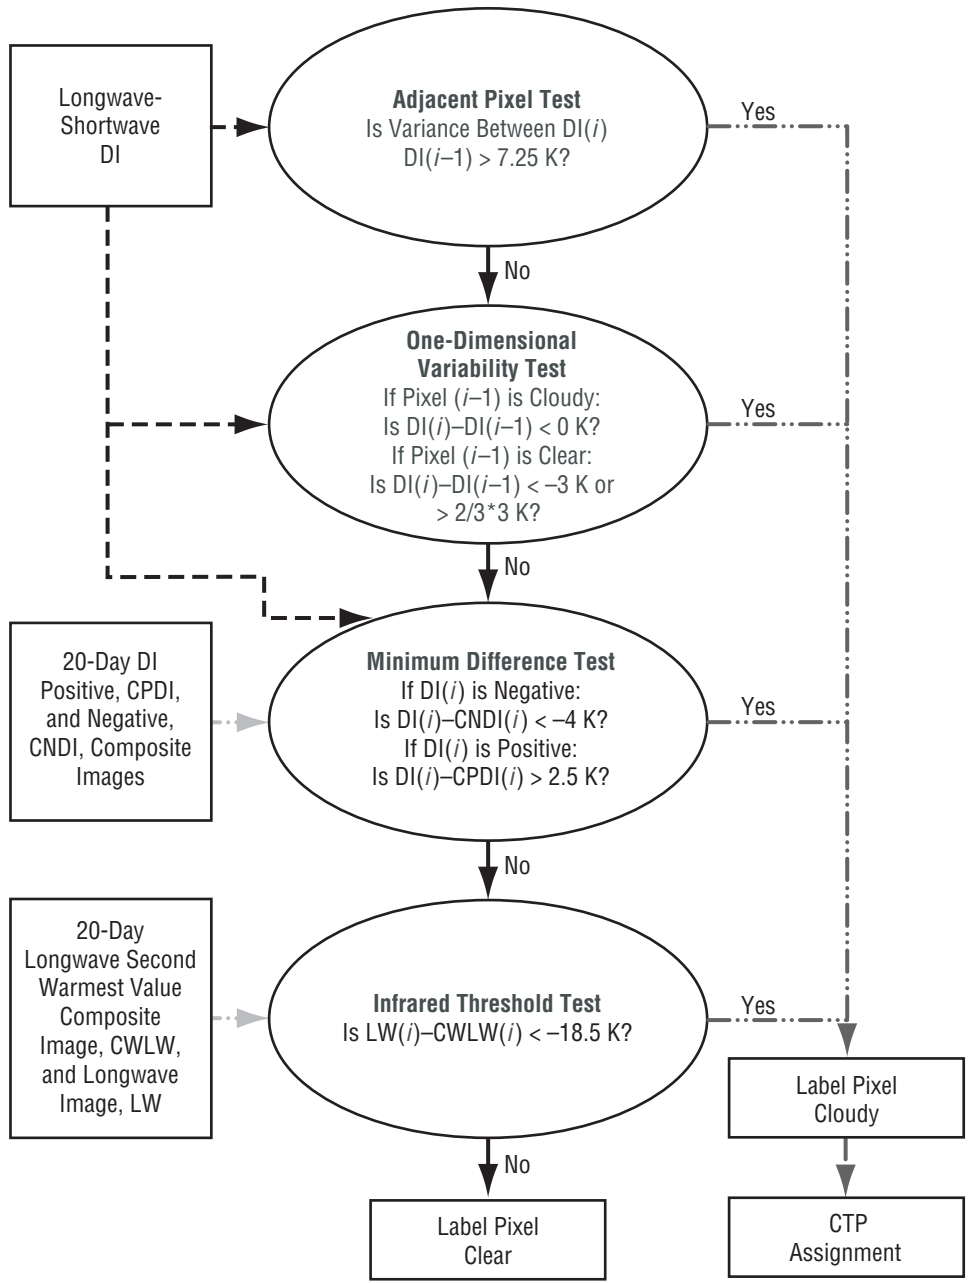 Longwave-
Shortwave
DI
Adjacent Pixel Test
Is Variance Between DI(i)
DI(i–1) > 7.25 K?
Yes
No
One-Dimensional
Variability Test
If Pixel (i–1) is Cloudy:
Is DI(i)–DI(i–1) < 0 K?
If Pixel (i–1) is Clear:
Is DI(i)–DI(i–1) < –3 K or
> 2/3*3 K?
Yes
No
20-Day DI
Positive, CPDI,
and Negative,
CNDI, Composite
Images
Minimum Difference Test
If DI(i) is Negative:
Is DI(i)–CNDI(i) < –4 K?
If DI(i) is Positive:
Is DI(i)–CPDI(i) > 2.5 K?
Yes
No
20-Day
Longwave Second
Warmest Value
Composite
Image, CWLW,
and Longwave
Image, LW
Infrared Threshold Test
Is LW(i)–CWLW(i) < –18.5 K?
Yes
No
Label Pixel
Cloudy
Label Pixel
Clear
CTP
Assignment